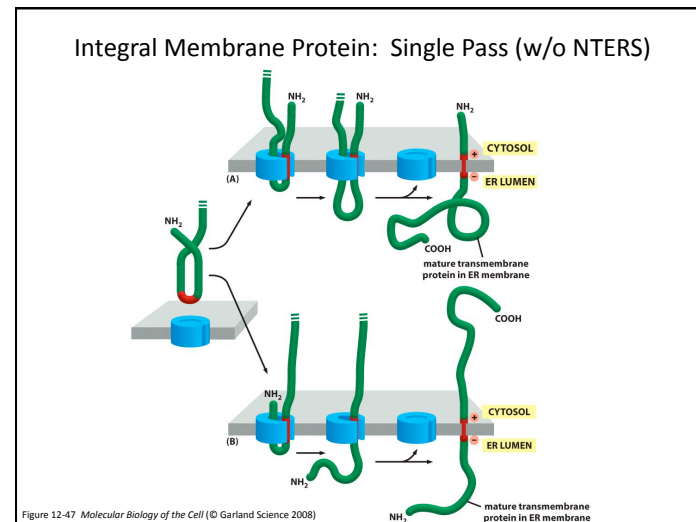 Integral Membrane Protein:  Single Pass (w/o NTERS)
NH2
NH2
NH2
CYTOSOL
+
(A)
−
ER LUMEN
NH2
COOH
mature transmembrane
protein in ER membrane
COOH
NH2
CYTOSOL
+
(B)
−
ER LUMEN
NH2
NH2
mature transmembrane
protein in ER membrane
Figure 12-47 Molecular Biology of the Cell (© Garland Science 2008)